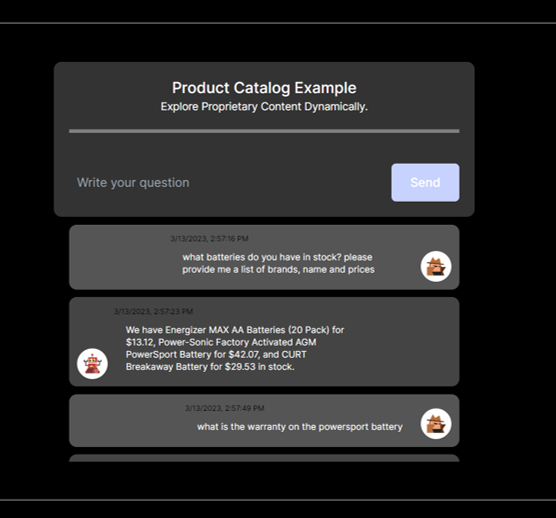 Product Catalog Example
Explore Proprietary Content Dynamically.
Write your question
Send
3/13/2023, 2:57:16 PM
what batteries do you have in stock? please
provide me a list of brands, name and prices
3/13/2023, 2:57:23 PM
We have Energizer MAX AA Batteries (20 Pack) for
$13.12, Power-Sonic Factory Activated AGM
PowerSport Battery for $42.07, and CURT
Breakaway Battery for $29.53 in stock.
3/13/2023, 2:57:49 PM
what is the warranty on the powersport battery